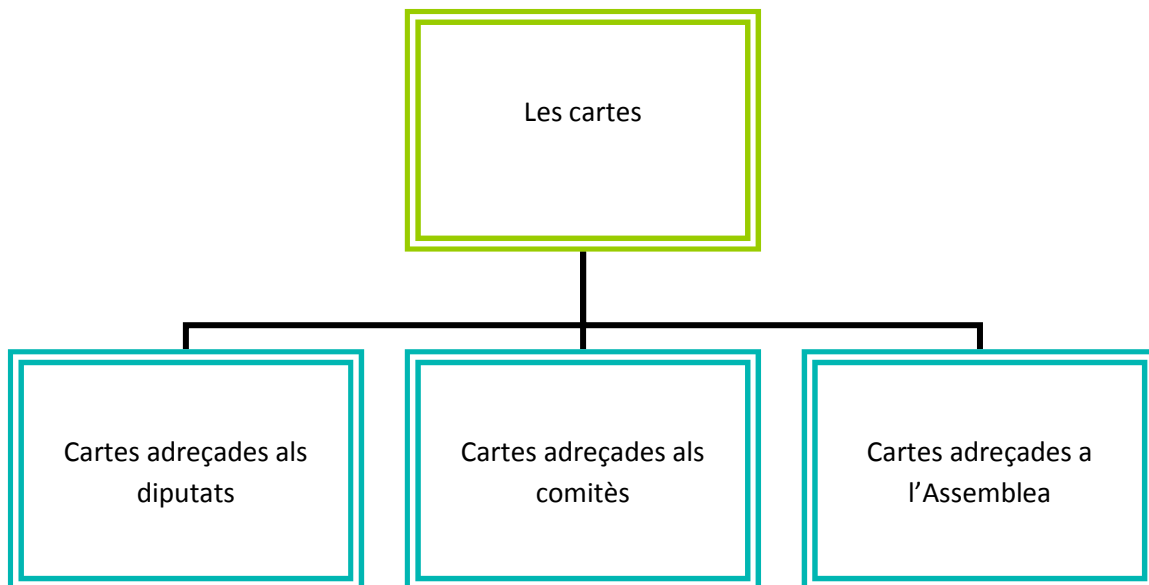 Les cartes
Cartes adreçades als
diputats
Cartes adreçades als
comitès
Cartes adreçades a
l’Assemblea